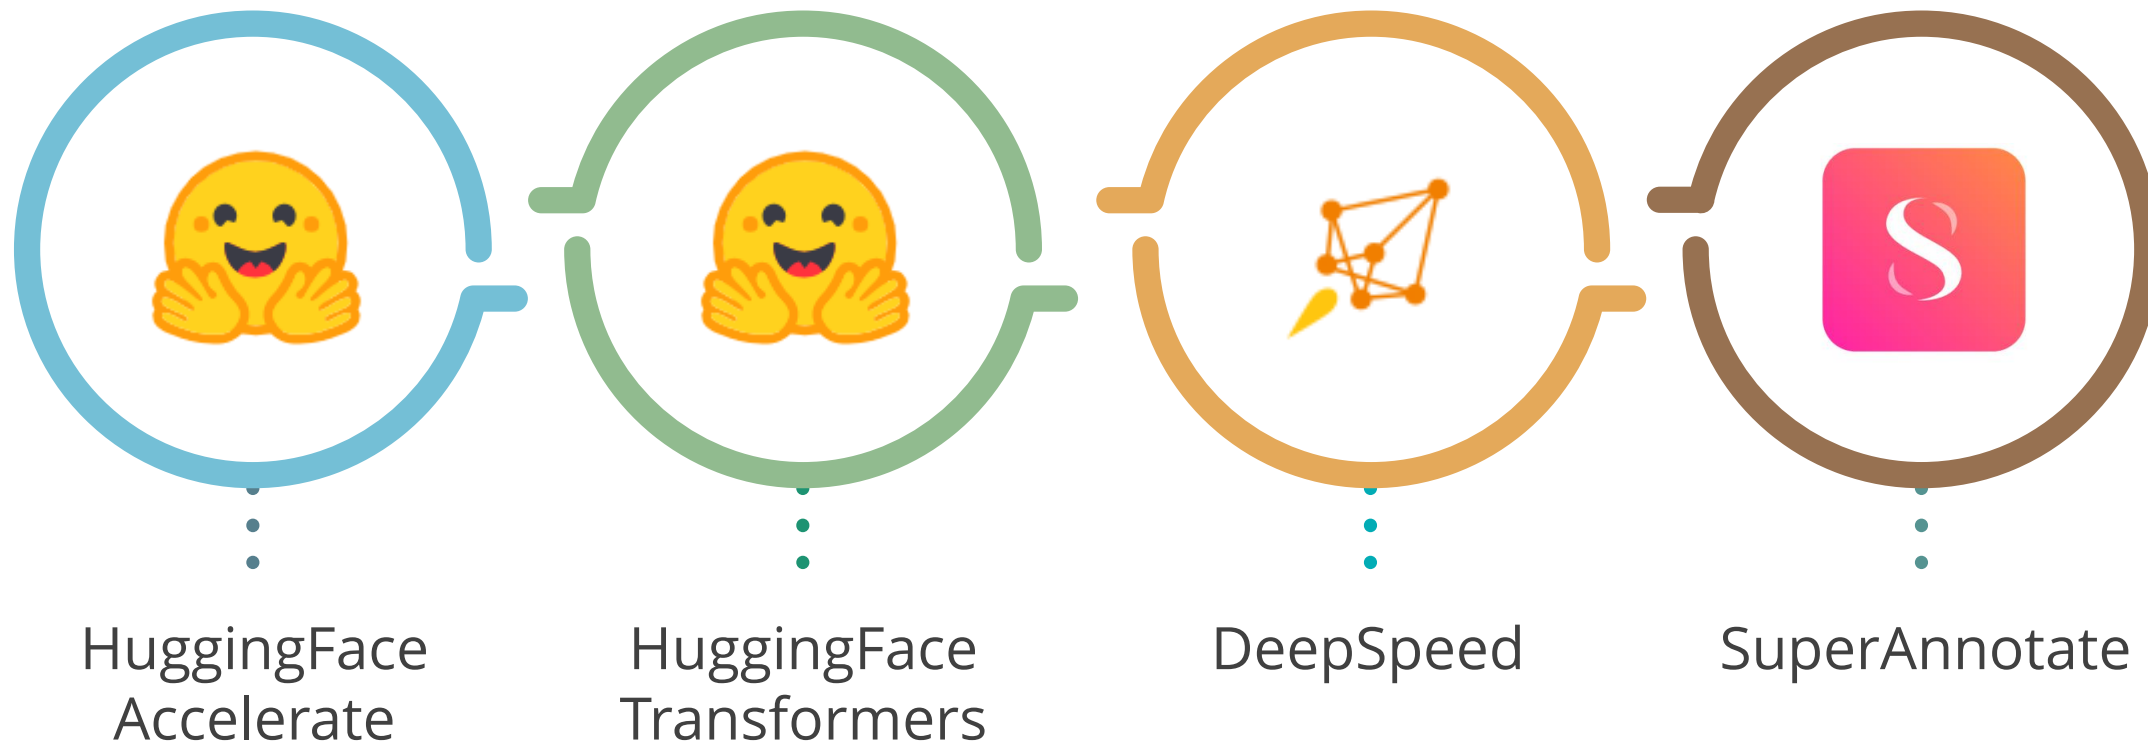 HuggingFace
Accelerate
HuggingFace
Transformers
DeepSpeed
S
SuperAnnotate